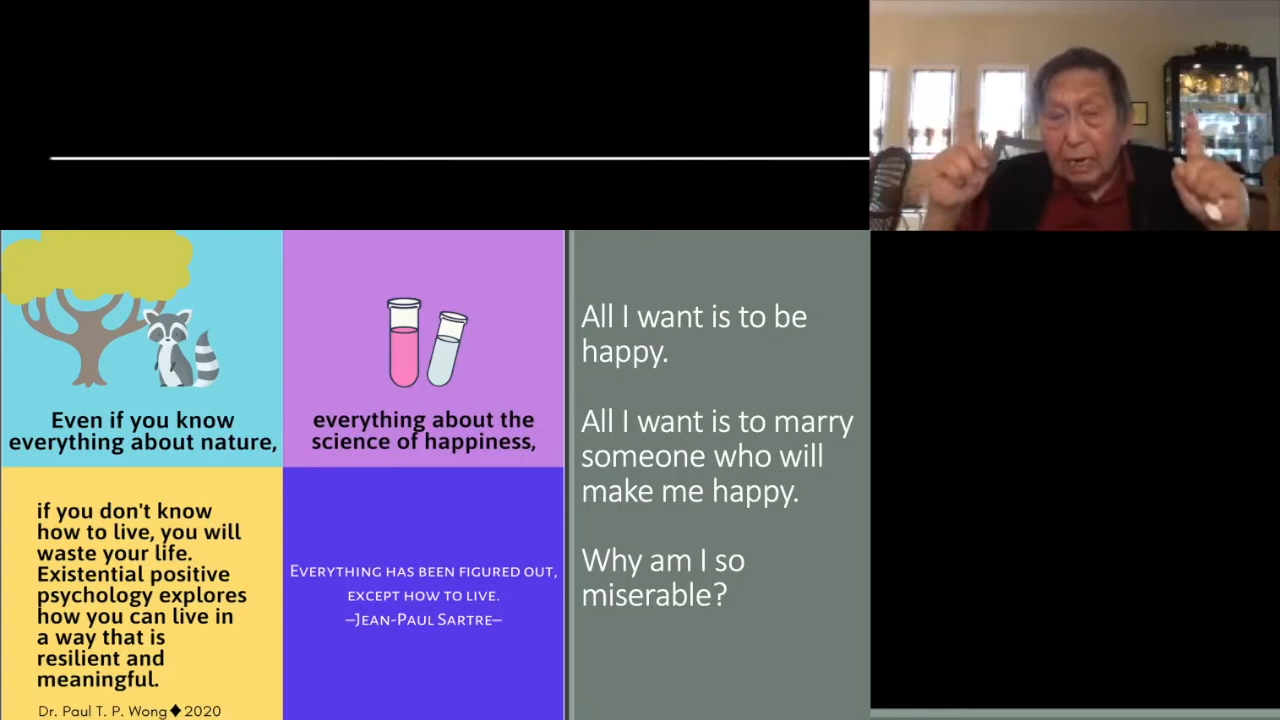 Even if you know
everything about nature,
everything about the
science of happiness,
if you don't know
how to live, you will
waste your life.
Existential positive
psychology explores
how you can live in
a way that is
resilient and
meaningful.
Dr. Paul T. P. Wong◆2020
EVERYTHING HAS BEEN FIGURED OUT,
EXCEPT HOW TO LIVE.
—JEAN-PAUL SARTRE—
All I want is to be
happy.
All I want is to marry
someone who will
make me happy.
Why am I so
miserable?